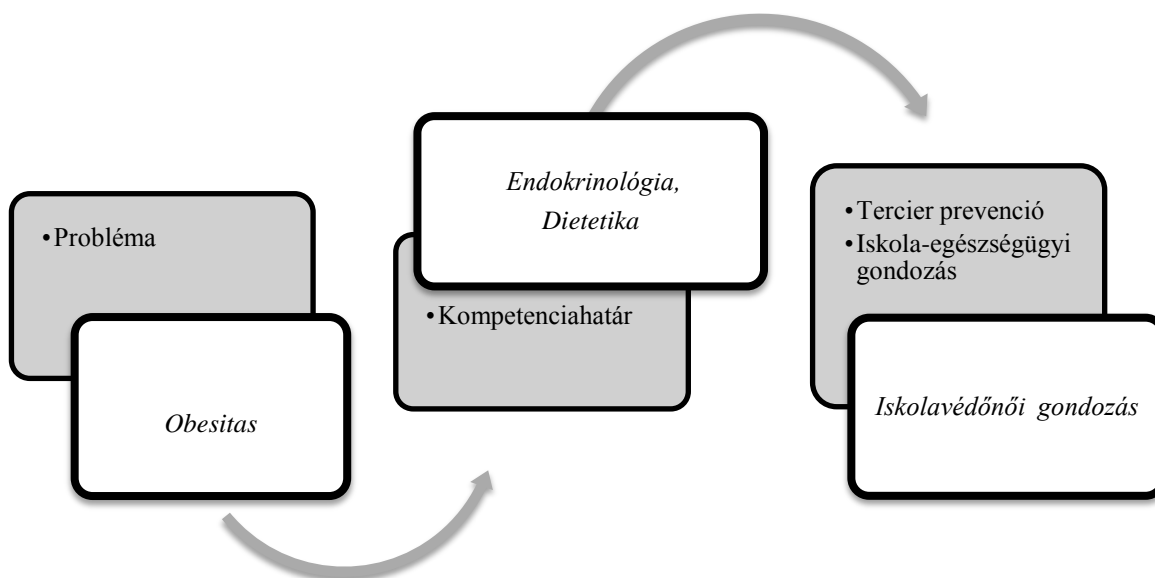 •Probléma
Obesitas
Endokrinológia,
Dietetika
•Kompetenciahatár
•Tercier prevenció
•Iskola-egészségügyi
gondozás
Iskolavédőnői gondozás